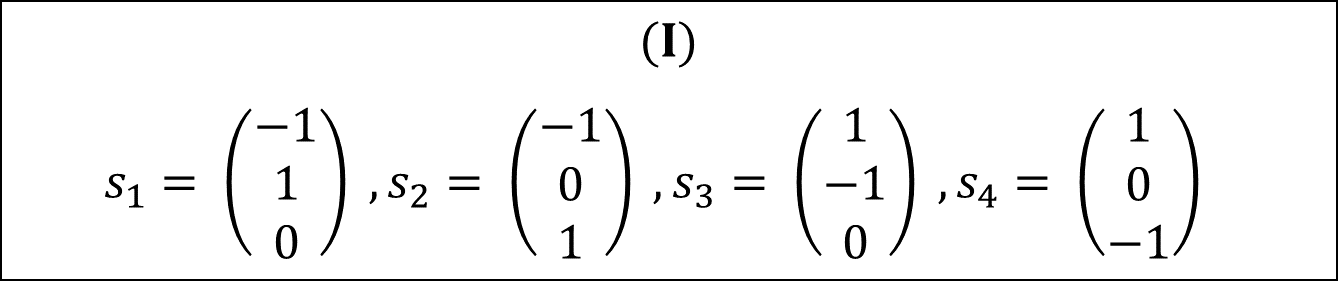 (I)
s₁ = (−1 1 0) , s₂ = (−1 0 1) , s₃ = (1 −1 0) , s₄ = (1 0 −1)